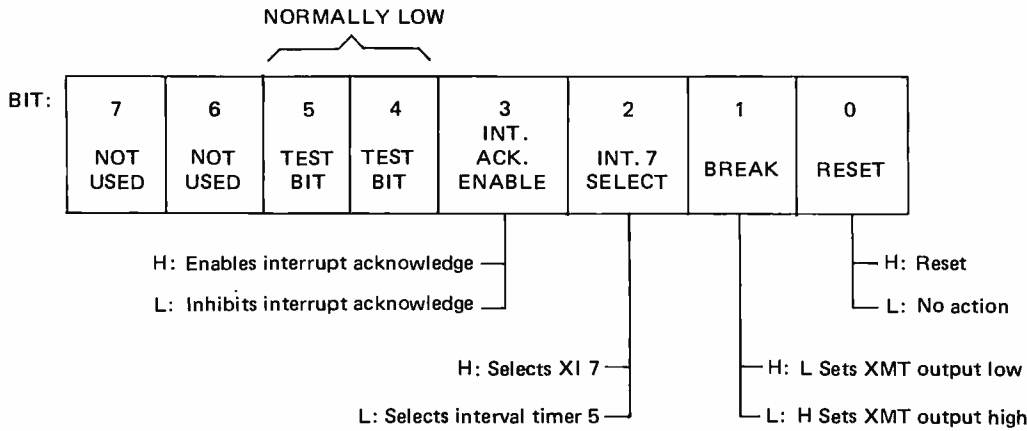 NORMALLY LOW
BIT:
7
NOT
USED
6
NOT
USED
5
TEST
BIT
4
TEST
BIT
3
INT.
ACK.
ENABLE
2
INT. 7
SELECT
1
BREAK
0
RESET
H: Enables interrupt acknowledge
L: Inhibits interrupt acknowledge
H: Reset
L: No action
H: Selects XI 7
L: Selects interval timer 5
H: L Sets XMT output low
L: H Sets XMT output high